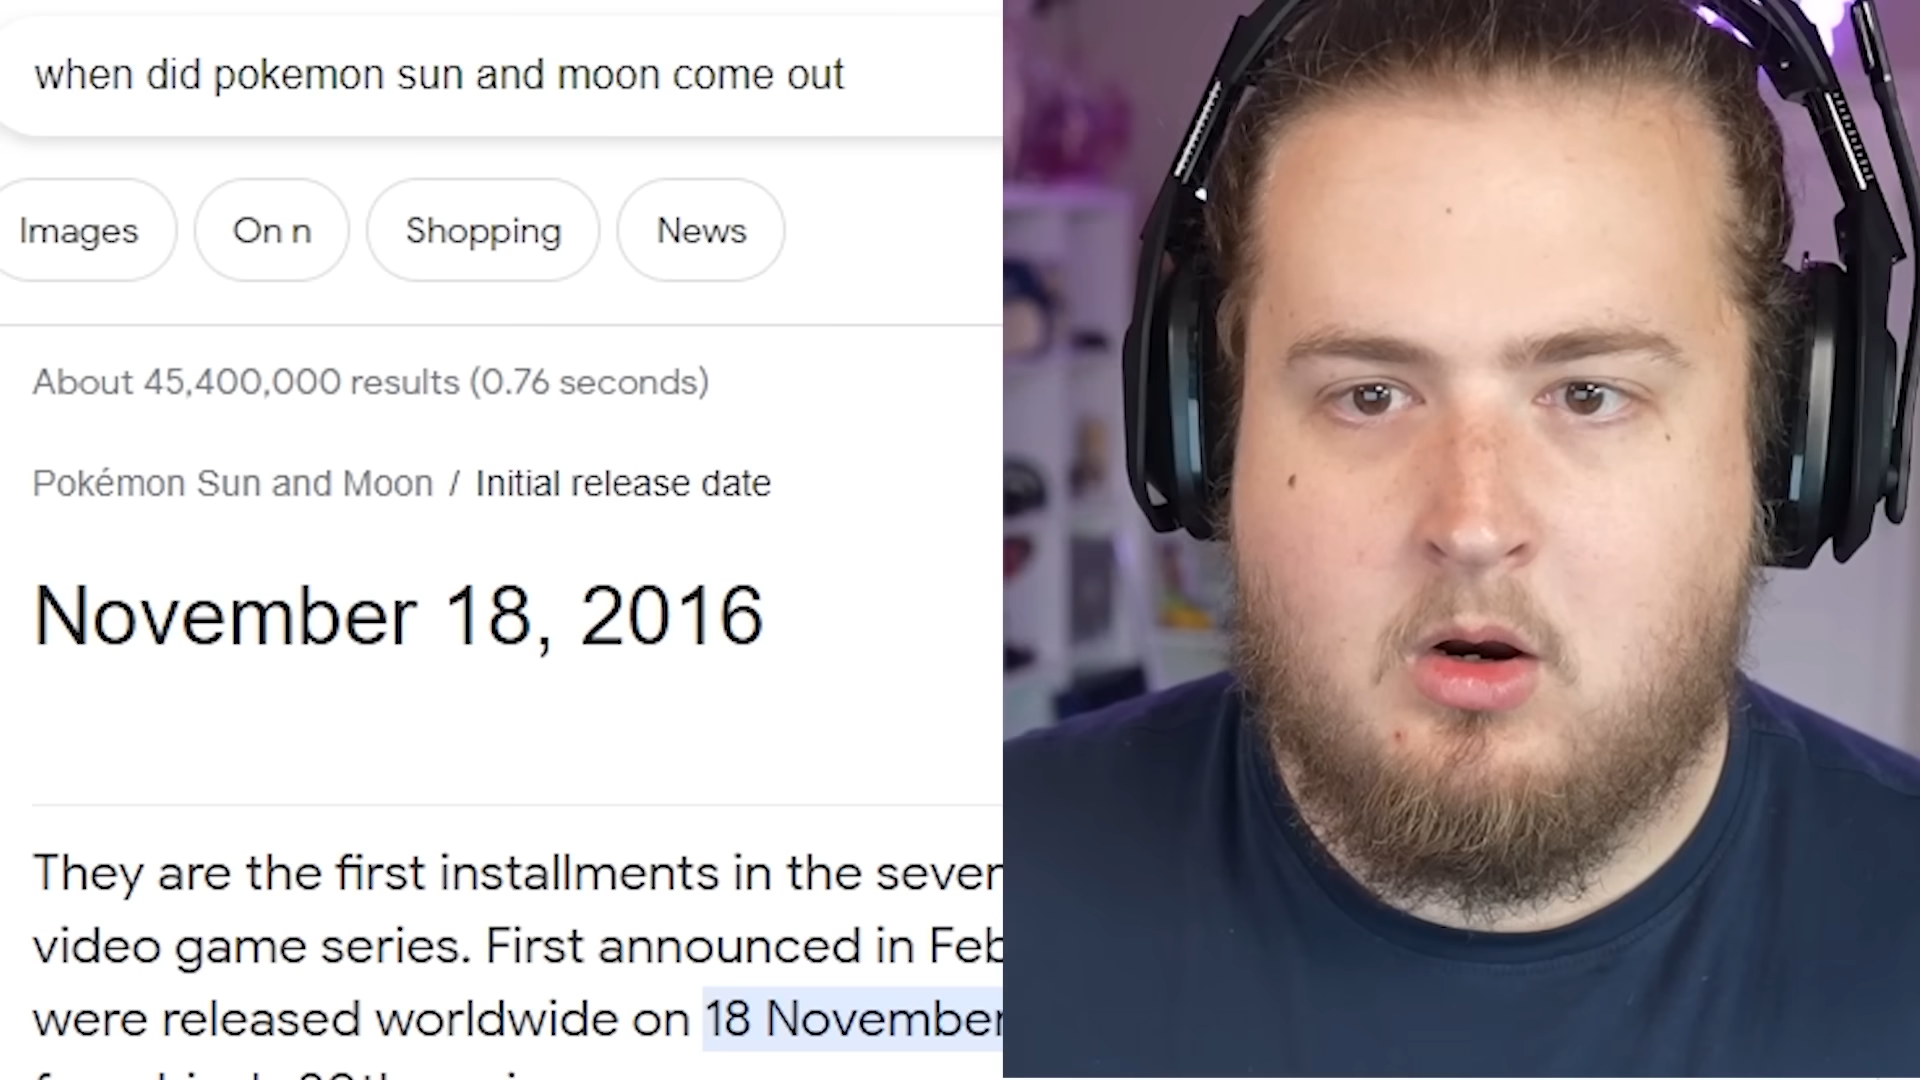 when did pokemon sun and moon come out
Images On n Shopping News
About 45,400,000 results (0.76 seconds)
Pokémon Sun and Moon / Initial release date
November 18, 2016
They are the first installments in the seven
video game series. First announced in Feb
were released worldwide on 18 November